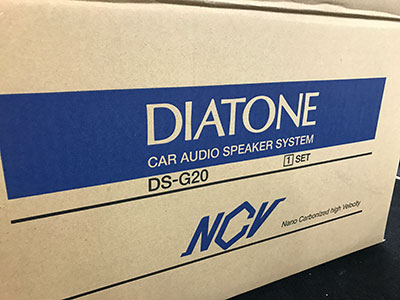 DIATONE
CAR AUDIO SPEAKER SYSTEM
DS-G20 1 SET
NCV Nano Carbonized high Velocity